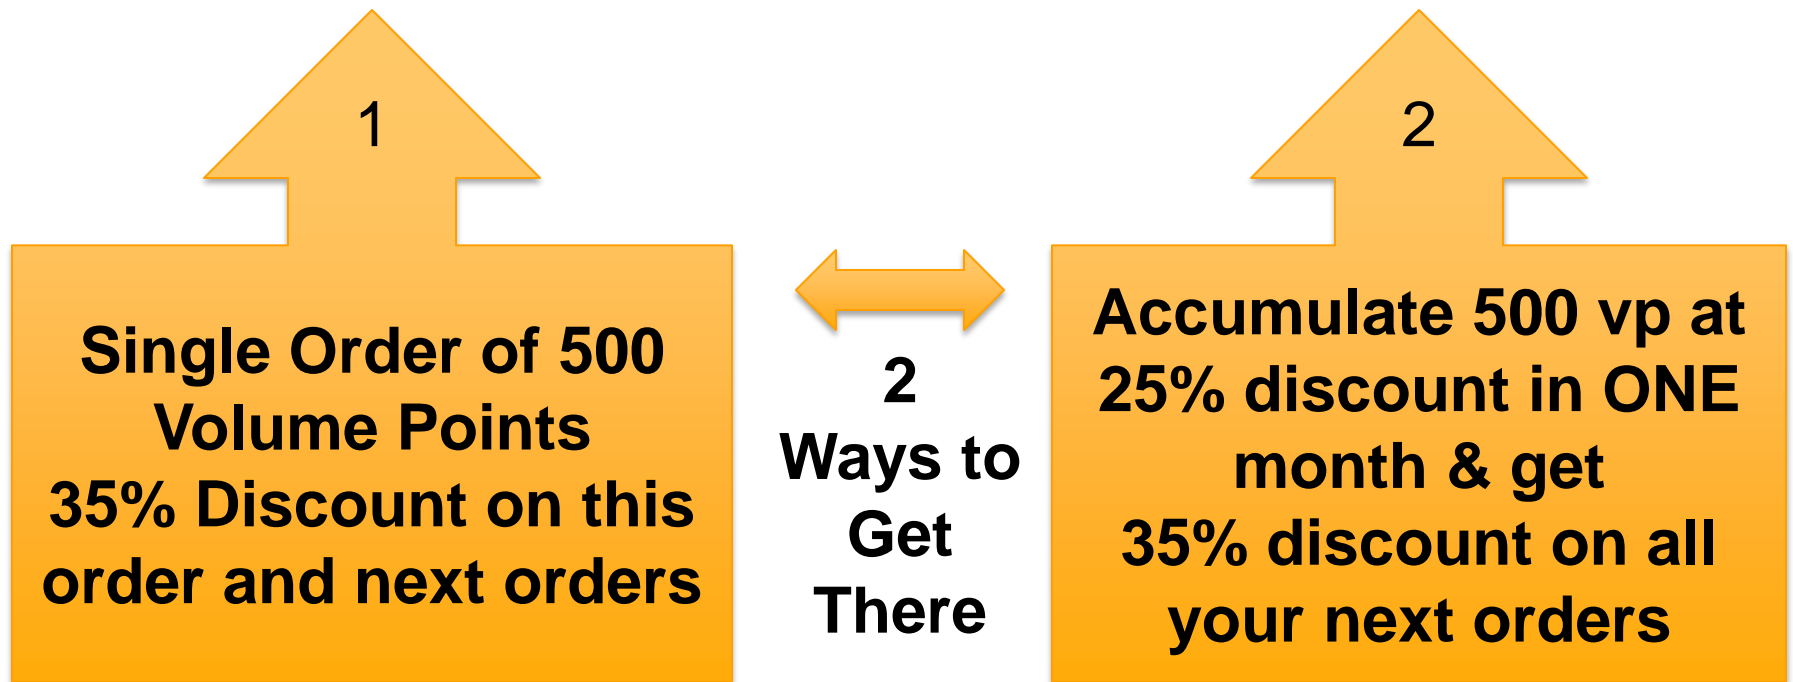 1
Single Order of 500
Volume Points
35% Discount on this
order and next orders
2
Ways to
Get
There
2
Accumulate 500 vp at
25% discount in ONE
month & get
35% discount on all
your next orders